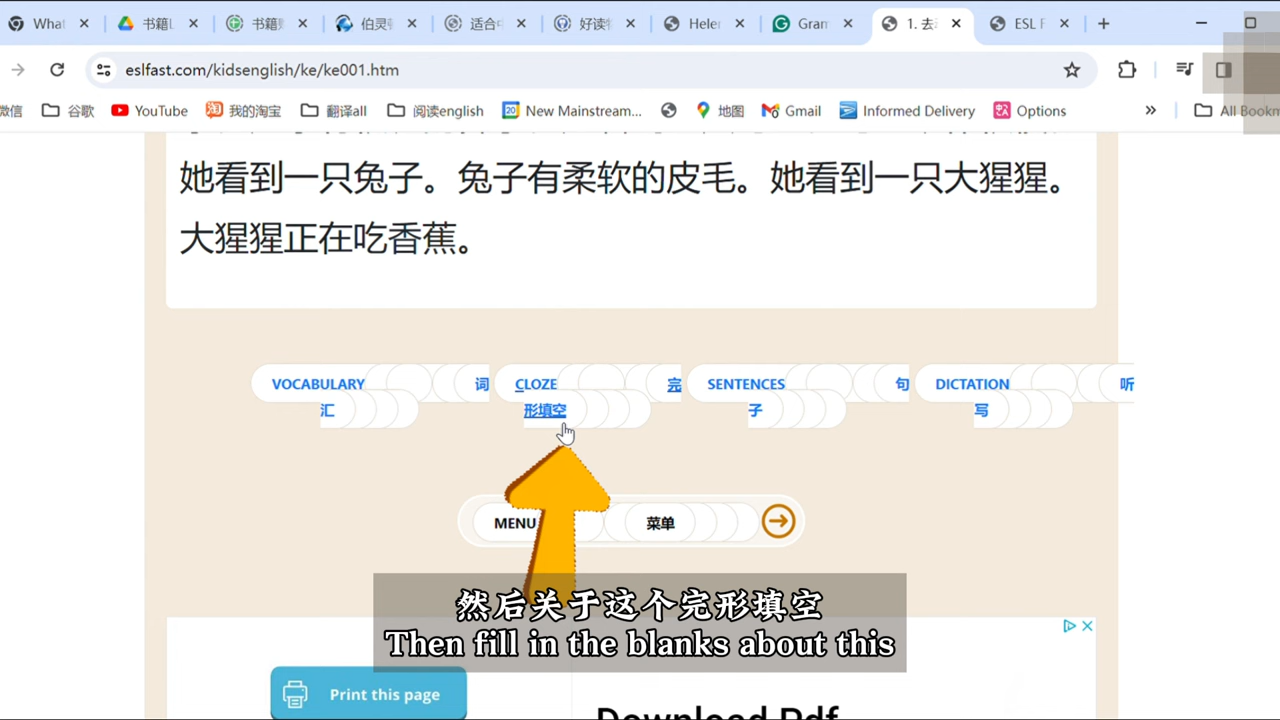 What
书籍L
书籍
伯灵
适合
好读
Heler
Gram
1. 去
ESL F
eslfast.com/kidsenglish/ke/ke001.htm
微信
谷歌
YouTube
我的淘宝
翻译all
阅读english
New Mainstream...
地图
Gmail
Informed Delivery
Options
»
All Bookn
她看到一只兔子。兔子有柔软的皮毛。她看到一只大猩猩。
大猩猩正在吃香蕉。
VOCABULARY 词
汇
CLOZE 完
形填空
SENTENCES 句
子
DICTATION 听
写
MENU 菜单
然后关于这个完形填空
Then fill in the blanks about this
Print this page
Download Pdf